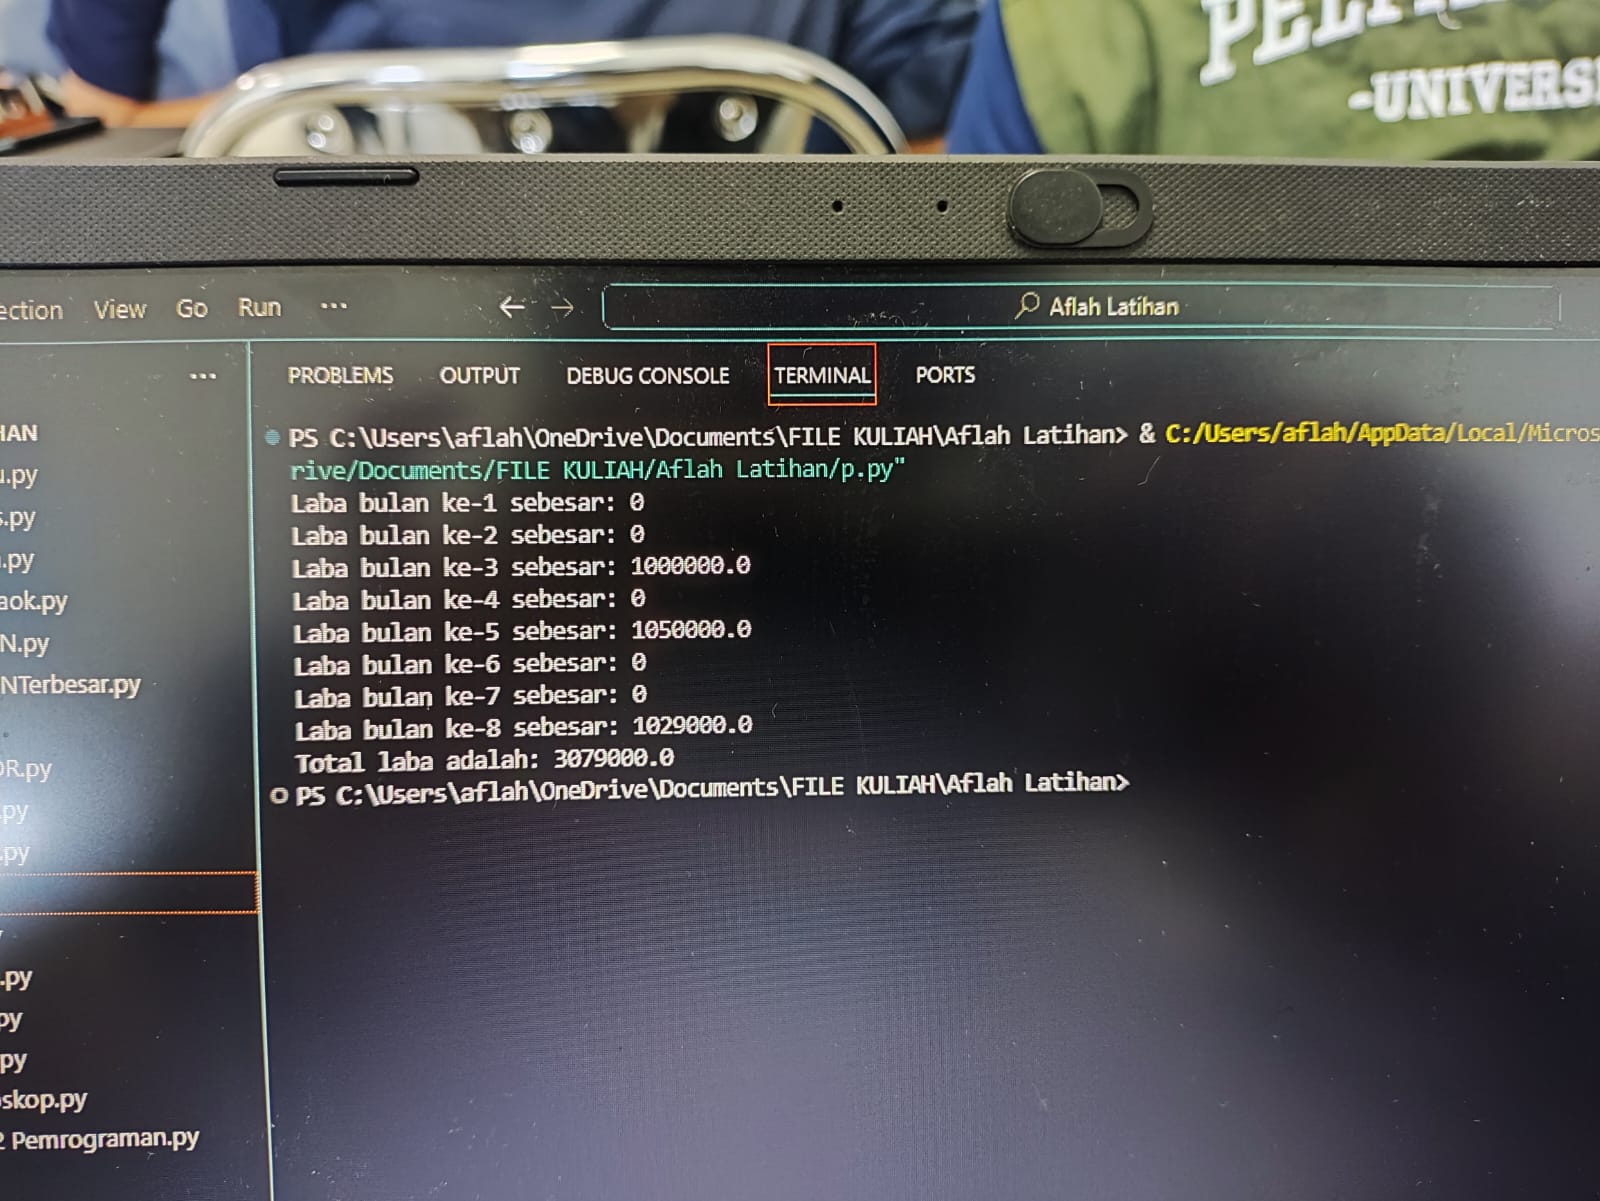 -UNIVERS
View Go Run ...
Aflah Latihan
PROBLEMS OUTPUT DEBUG CONSOLE TERMINAL PORTS
PS C:\Users\aflah\OneDrive\Documents\FILE KULIAH\Aflah Latihan> & C:/Users/aflah/AppData/Local/Micros
rive/Documents/FILE KULIAH/Aflah Latihan/p.py"
Laba bulan ke-1 sebesar: 0
Laba bulan ke-2 sebesar: 0
Laba bulan ke-3 sebesar: 1000000.0
Laba bulan ke-4 sebesar: 0
Laba bulan ke-5 sebesar: 1050000.0
Laba bulan ke-6 sebesar: 0
Laba bulan ke-7 sebesar: 0
Laba bulan ke-8 sebesar: 1029000.0
Total laba adalah: 3079000.0
PS C:\Users\aflah\OneDrive\Documents\FILE KULIAH\Aflah Latihan>
HAN
.py
.py
aok.py
N.py
NTerbesar.py
R.py
.py
.py
.py
py
py
skop.py
2 Pemrograman.py